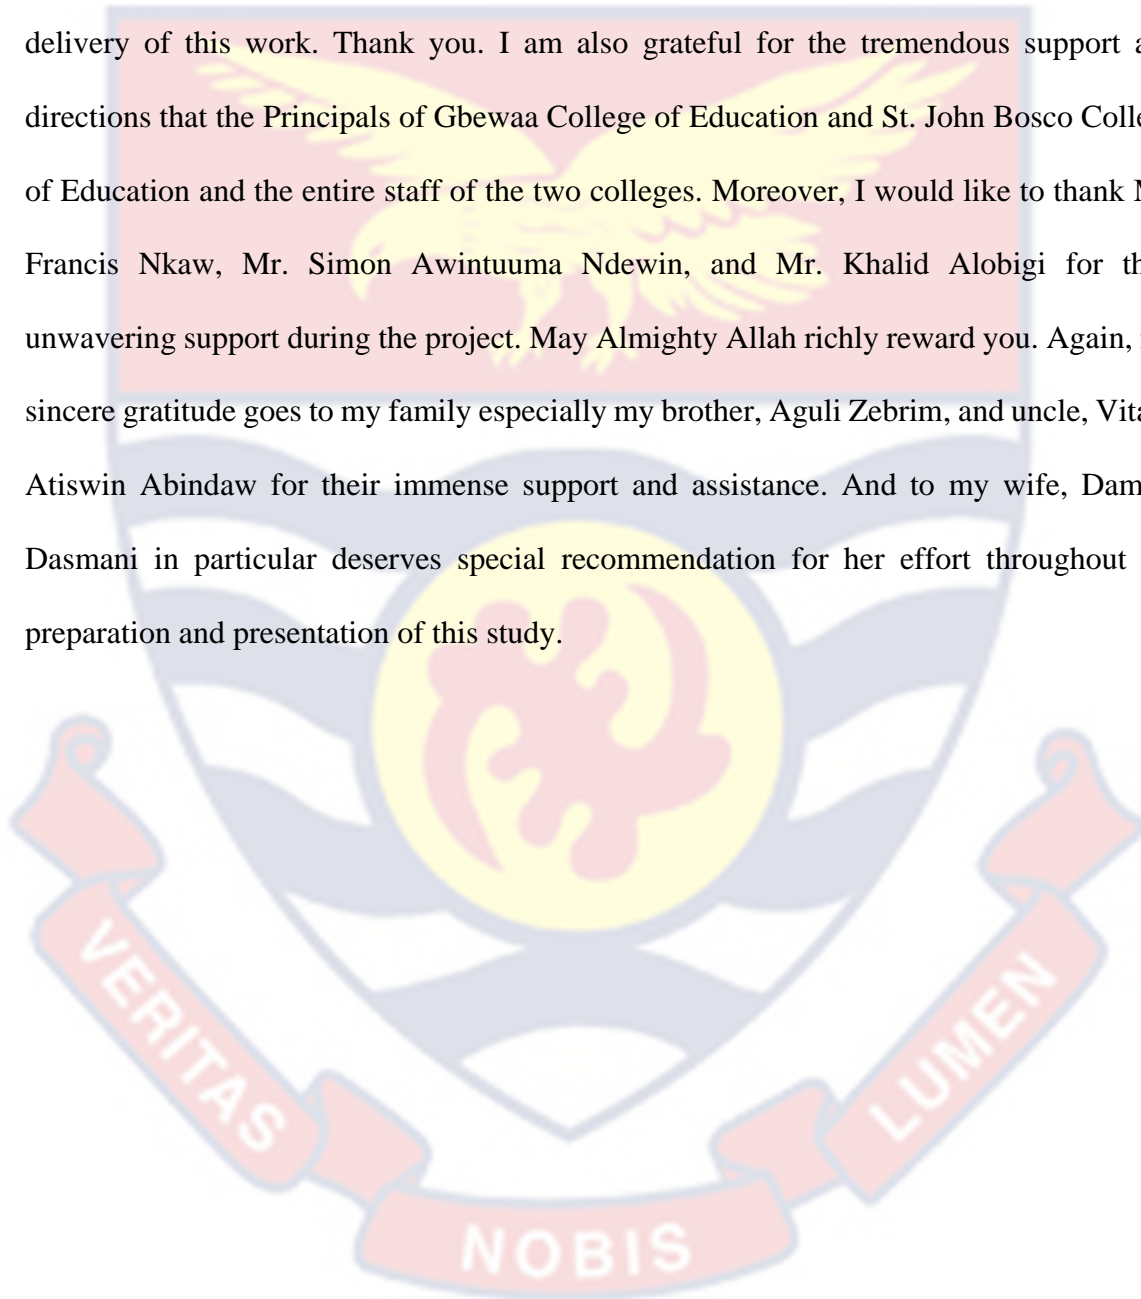 delivery of this work. Thank you. I am also grateful for the tremendous support
directions that the Principals of Gbewaa College of Education and St. John Bosco
of Education and the entire staff of the two colleges. Moreover, I would like to thank
Francis Nkaw, Mr. Simon Awintuuma Ndewin, and Mr. Khalid Alobigi for
unwavering support during the project. May Almighty Allah richly reward you. Again,
sincere gratitude goes to my family especially my brother, Aguli Zebrim, and uncle,
Atiswin Abindaw for their immense support and assistance. And to my wife,
Dasmani in particular deserves special recommendation for her effort throughout
preparation and presentation of this study.
VERITAS
NOBIS
LUMEN